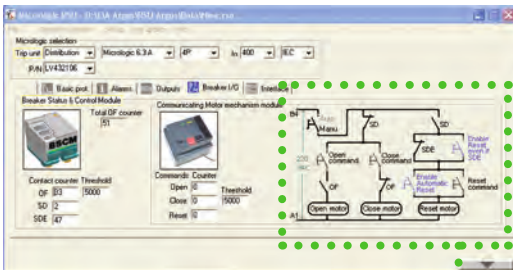 Micrologic selection
Trip unit Distribution Micrologic 6.3 A 4P In 400 IEC
P/N LV432106
Basic prot. Alarms Outputs Breaker I/O Interface
Breaker Status & Control Module
Total OF counter
51
BSCM
Contact counter Threshold
OF 03 5000
SD 2
SDE 47
Communicating Motor mechanism module
Commands Counter
Open 0 Threshold
Close 0 5000
Reset 0
Auto
Manu
SD SD
SDE
Enable
Reset
even if
SDE
Open
command
Close
command
Enable
Automatic
Reset
Reset
command
OF OF
A1
Open motor Close motor Reset motor